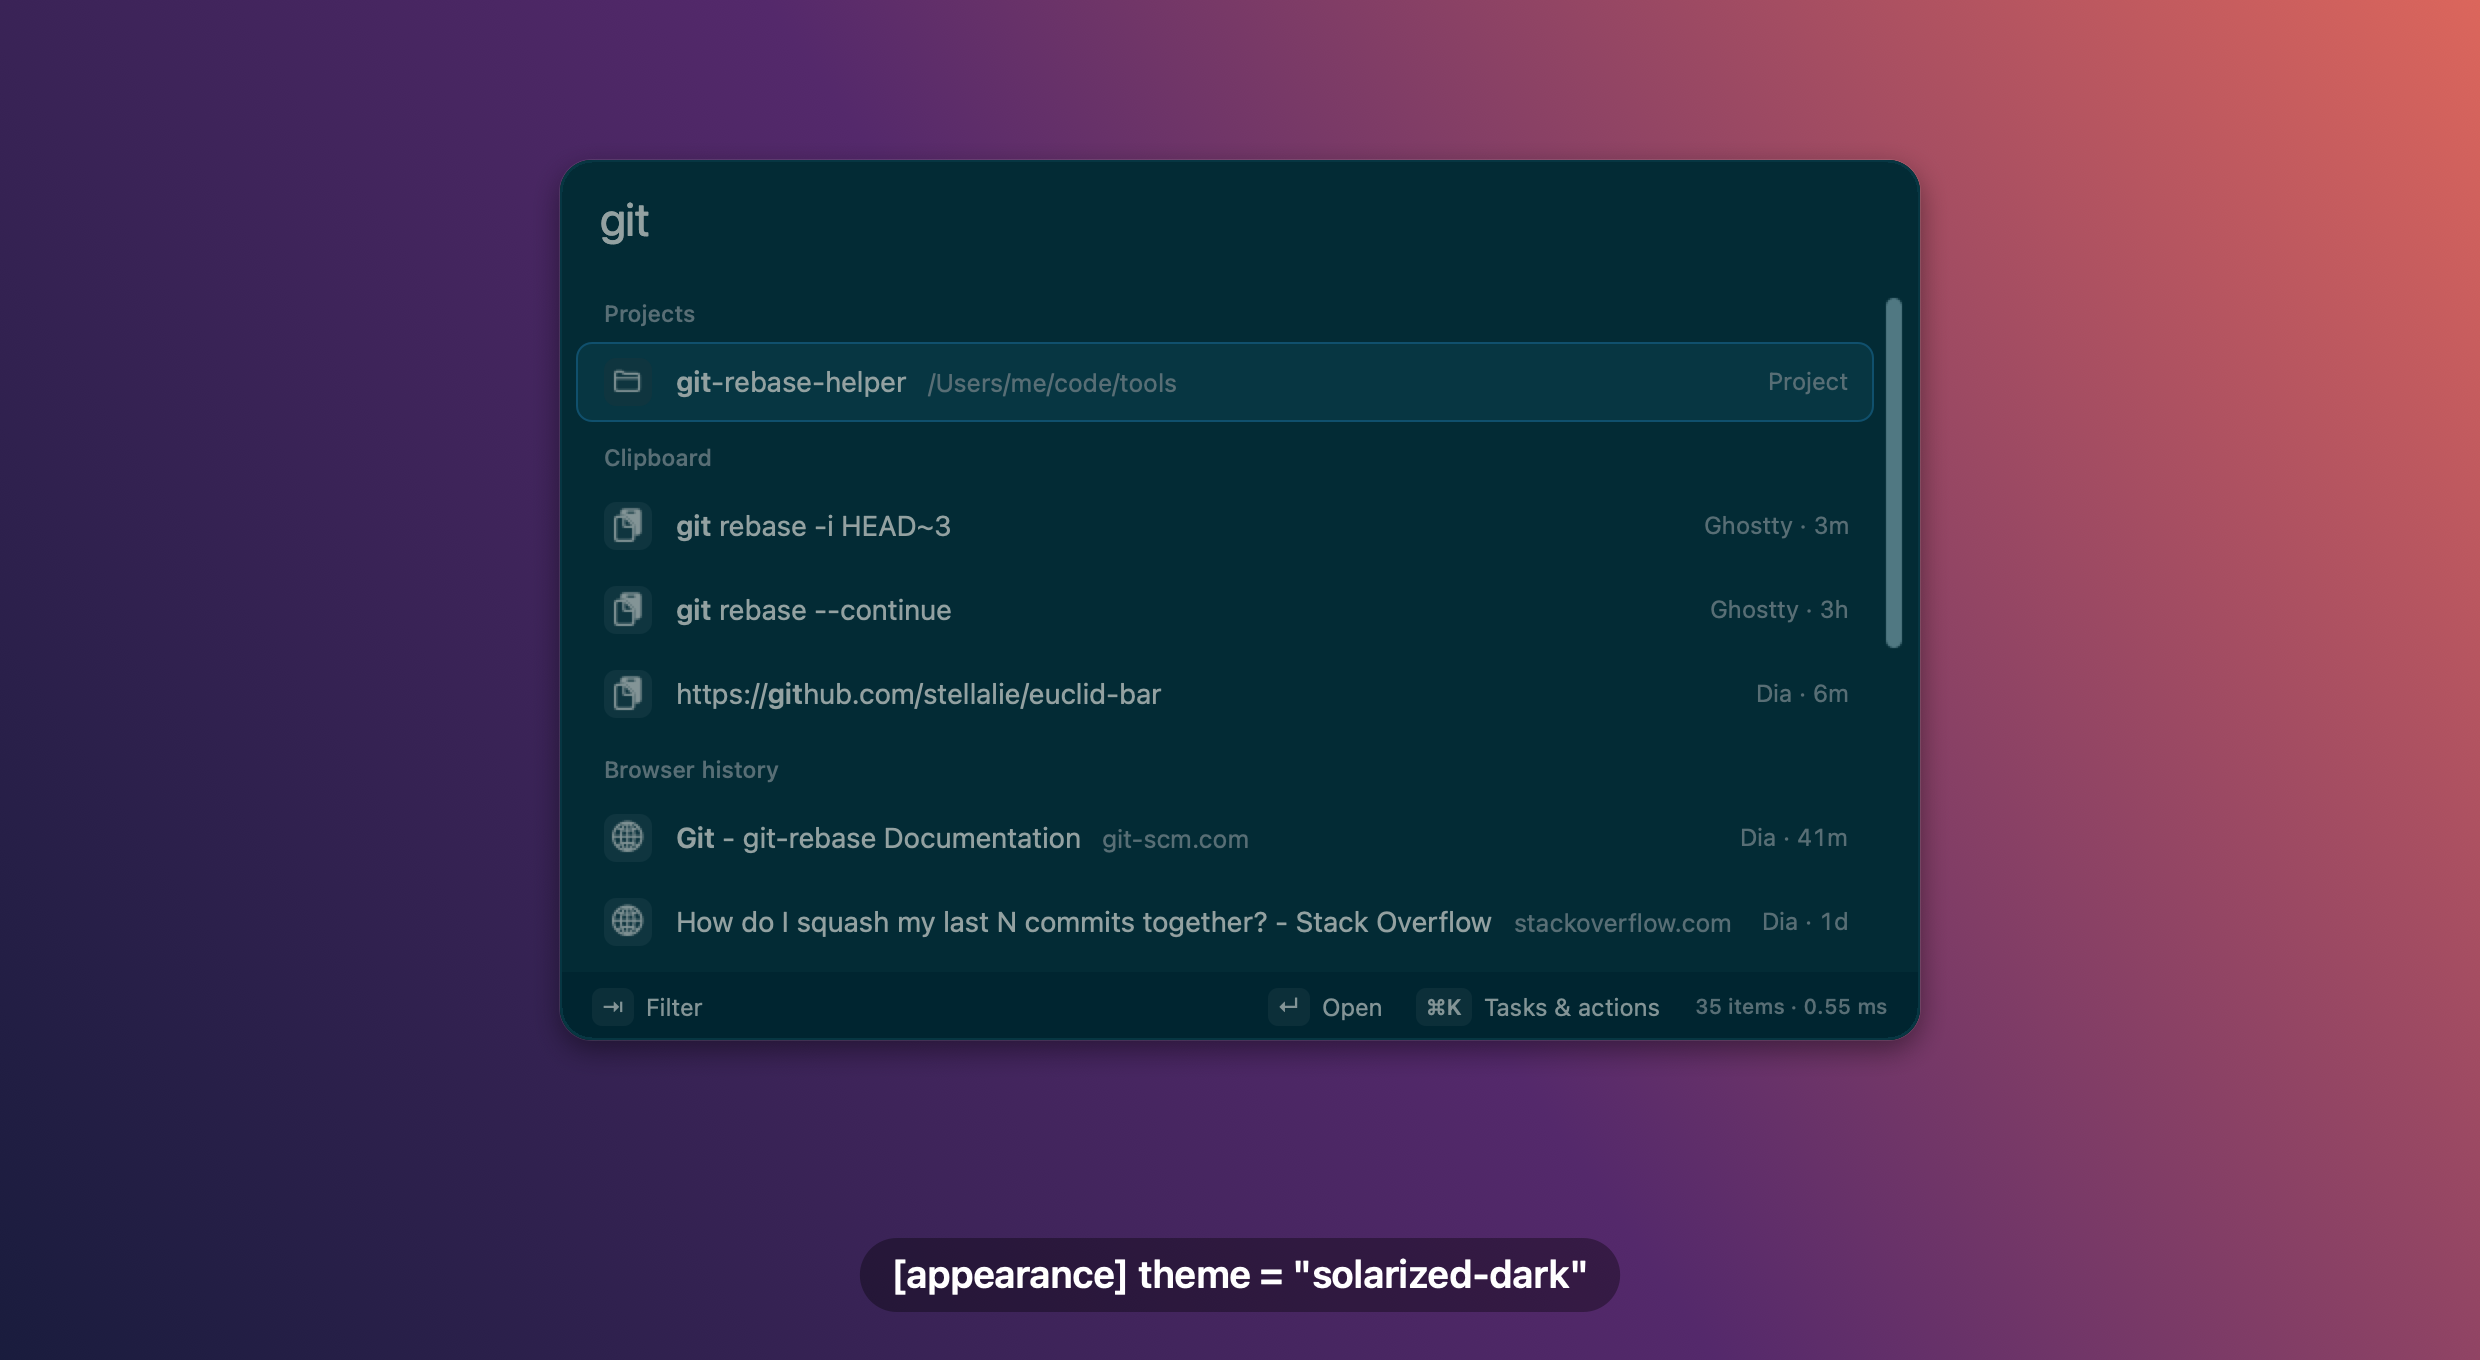 git
Projects
git-rebase-helper /Users/me/code/tools Project
Clipboard
git rebase -i HEAD~3 Ghostty · 3m
git rebase --continue Ghostty · 3h
https://github.com/stellalie/euclid-bar Dia · 6m
Browser history
Git - git-rebase Documentation git-scm.com Dia · 41m
How do I squash my last N commits together? - Stack Overflow stackoverflow.com Dia · 1d
⇥ Filter ↵ Open ⌘K Tasks & actions 35 items · 0.55 ms
[appearance] theme = "solarized-dark"